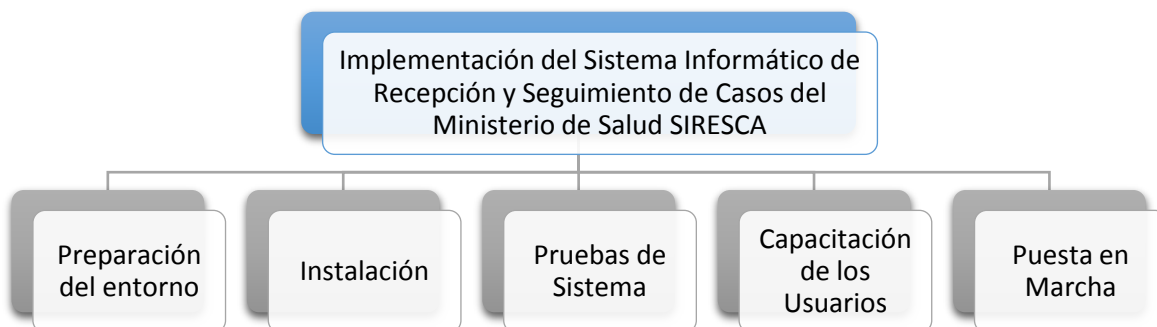 Implementación del Sistema Informático de
Recepción y Seguimiento de Casos del
Ministerio de Salud SIRESCA
Preparación
del entorno
Instalación
Pruebas de
Sistema
Capacitación
de los
Usuarios
Puesta en
Marcha